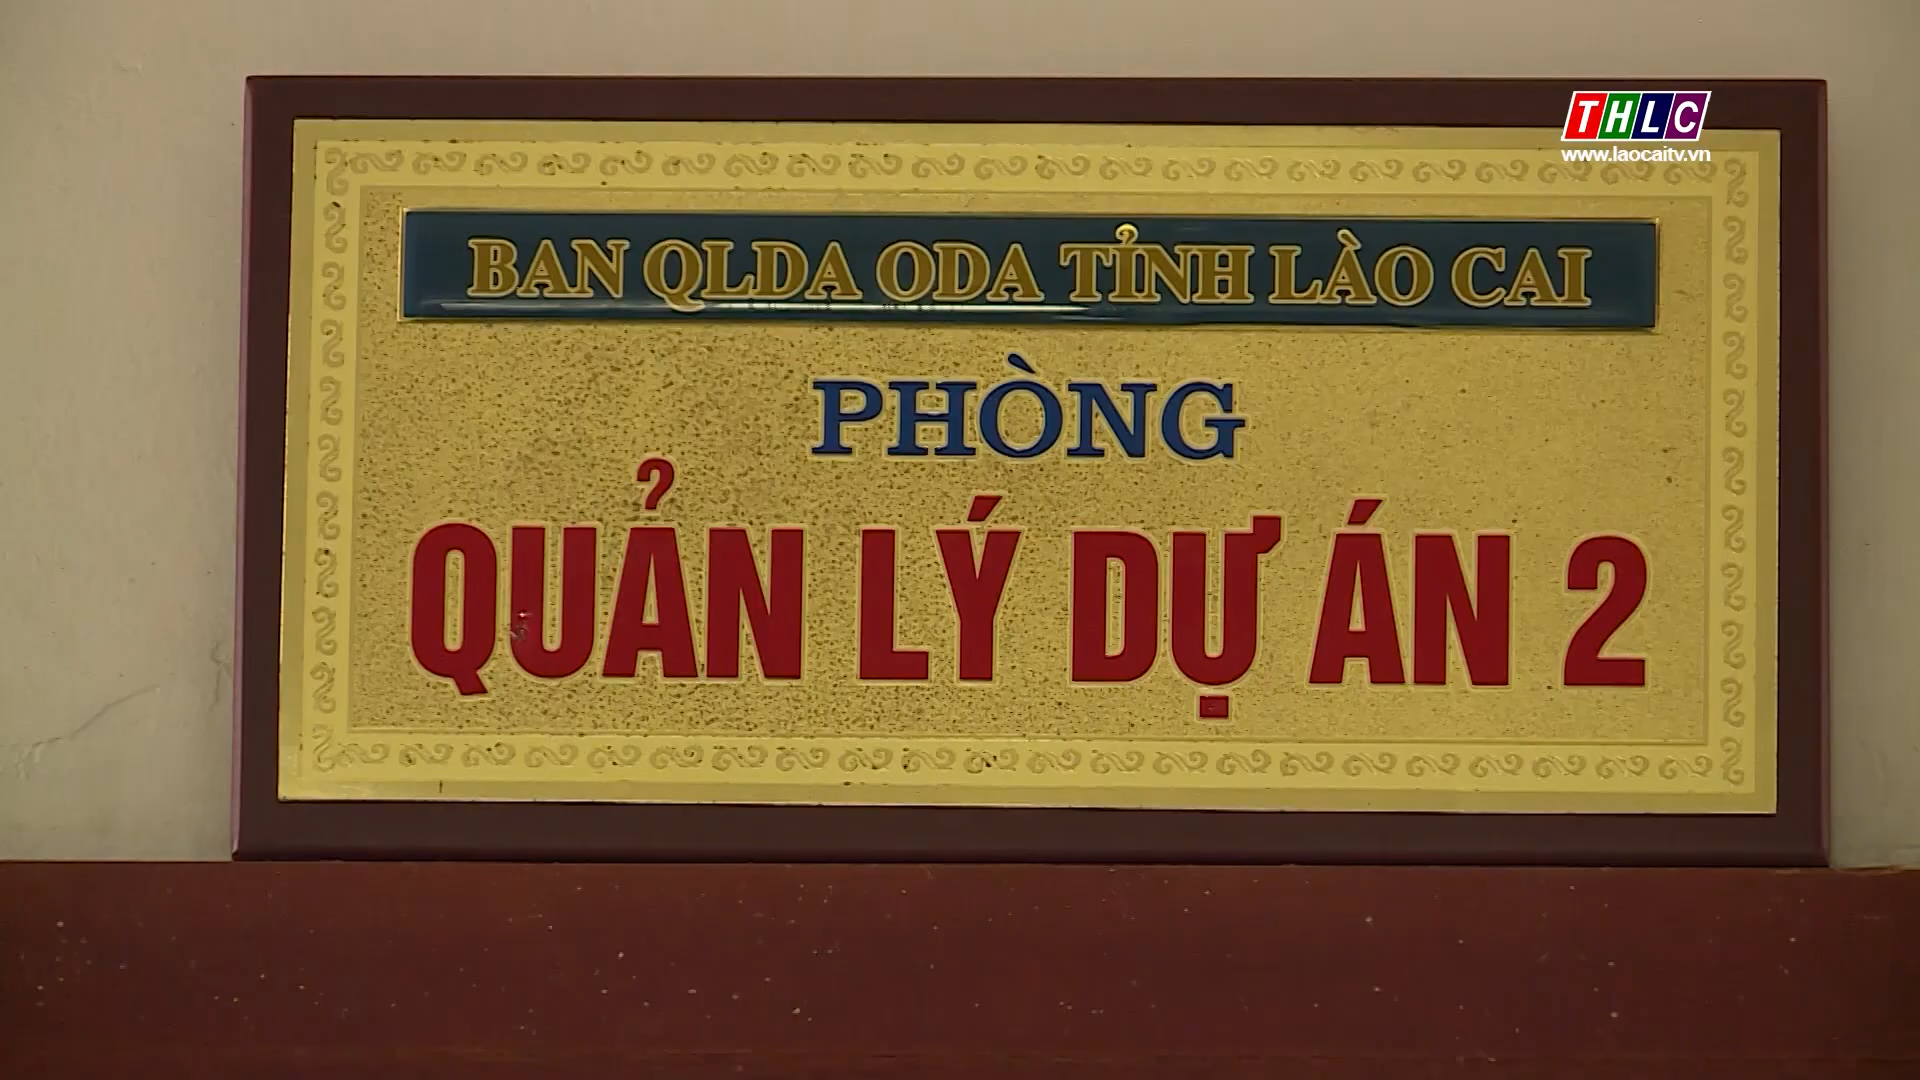 THLC
www.laocaitv.vn
BAN QLDA ODA TỈNH LÀO CAI
PHÒNG
QUẢN LÝ DỰ ÁN 2